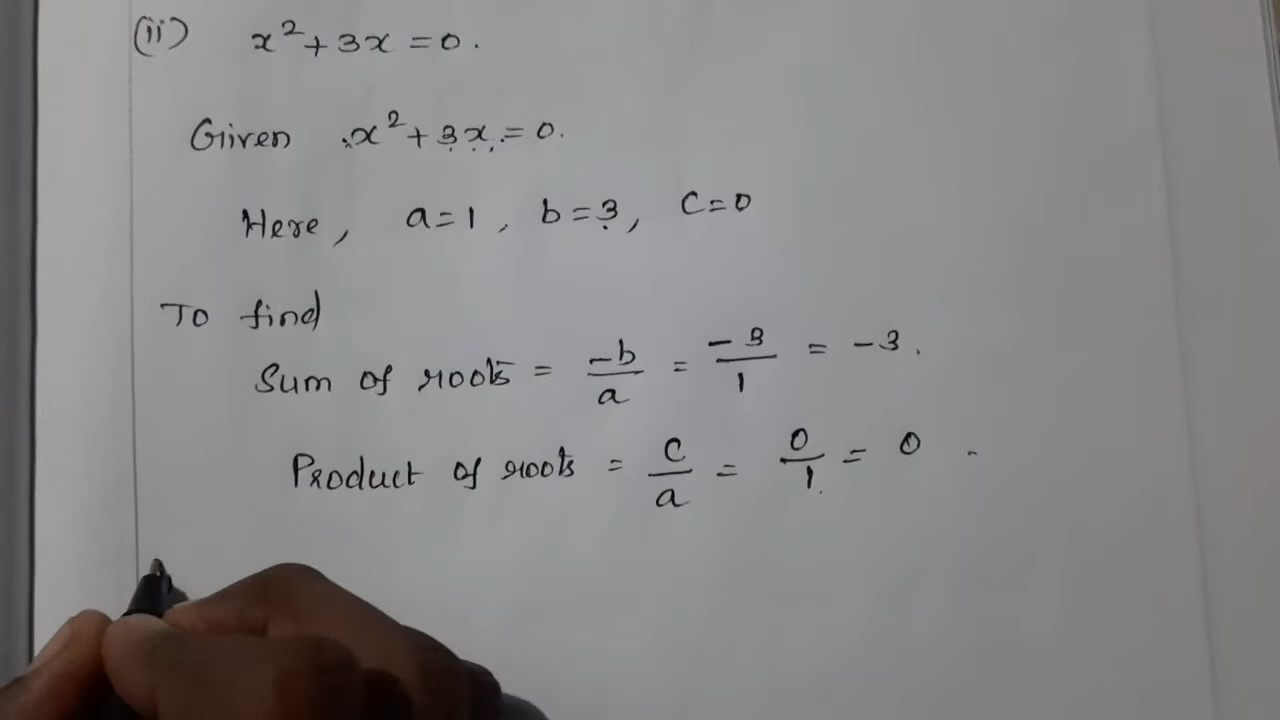 (ii) x² + 3x = 0.
Given x² + 3x = 0.
Here, a = 1, b = 3, c = 0
To find
Sum of roots = -b/a = -3/1 = -3.
Product of roots = c/a = 0/1 = 0.